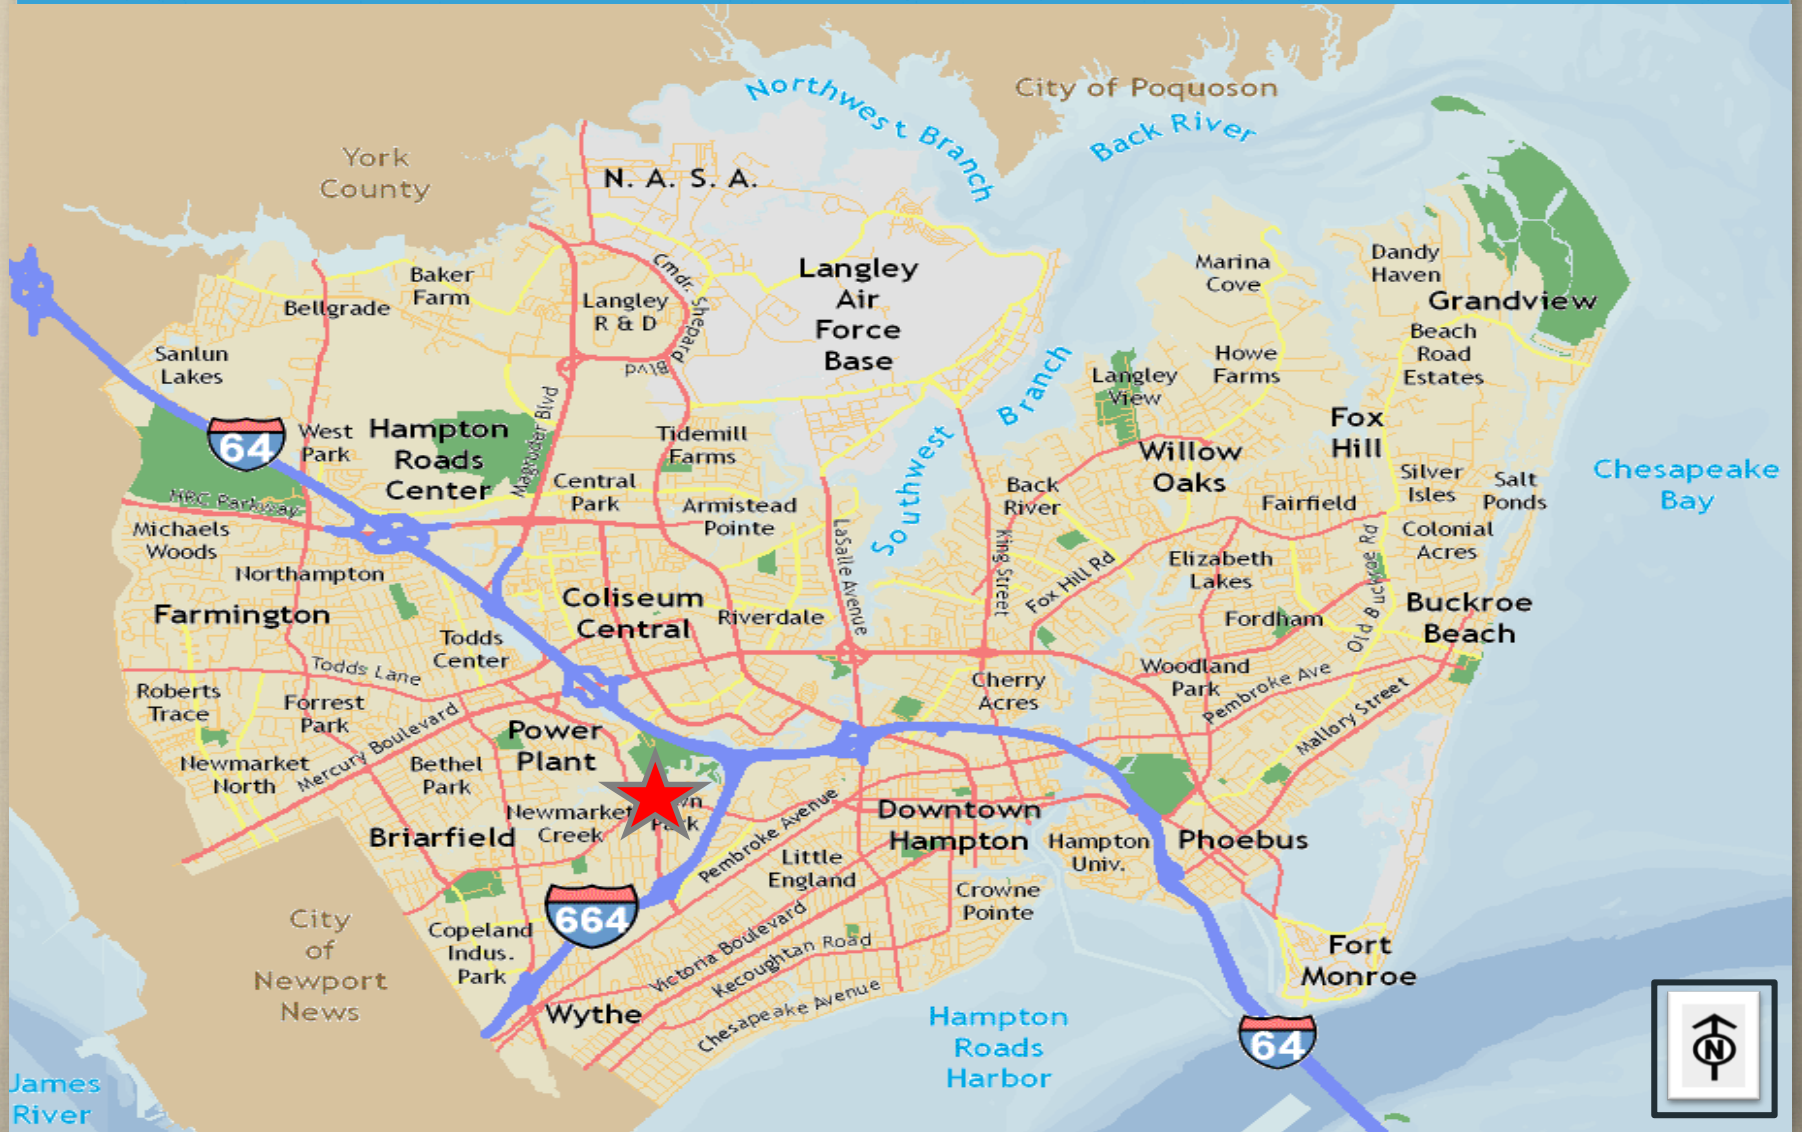 Northwest Branch
City of Poquoson
Back River
York
County
N. A. S. A.
Langley
Air
Force
Base
Cmdr. Shepard
Blvd
Marina
Cove
Dandy
Haven
Grandview
Baker
Farm
Bellgrade
Langley
R & D
Beach
Road
Estates
Sanlun
Lakes
Howe
Farms
Langley
View
Southwest
Branch
Fox
Hill
64
West
Park
Hampton
Roads
Center
Magruder Blvd
Tidemill
Farms
Willow
Oaks
Chesapeake
Bay
Silver
Isles
Salt
Ponds
Central
Park
Back
River
Fairfield
HRC Parkway
Armistead
Pointe
Michaels
Woods
Colonial
Acres
LaSalle Avenue
King Street
Fox Hill Rd
Elizabeth
Lakes
Northampton
Farmington
Coliseum
Central
Riverdale
Fordham
Buckroe
Beach
Todds
Center
Todds Lane
Woodland
Park
Pembroke Ave
Cherry
Acres
Roberts
Trace
Forrest
Park
Mercury Boulevard
Power
Plant
Mallory Street
Newmarket
North
Bethel
Park
Newmarket
Creek
Park
Pembroke Avenue
Downtown
Hampton
Briarfield
Hampton
Univ.
Phoebus
Little
England
Crowne
Pointe
664
City
of
Newport
News
Copeland
Indus.
Park
Victoria Boulevard
Kecoughtan Road
Chesapeake Avenue
Fort
Monroe
Wythe
Hampton
Roads
Harbor
64
N
James
River